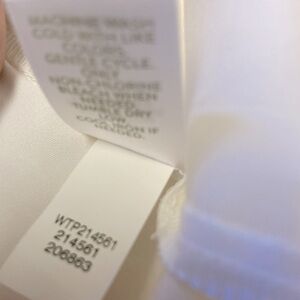 MACHINE WASH
COLD WITH LIKE
COLORS.
GENTLE CYCLE.
ONLY
NON-CHLORINE
BLEACH WHEN
NEEDED.
TUMBLE DRY
LOW.
COOL IRON IF
NEEDED.
WTP214561
214561
206863